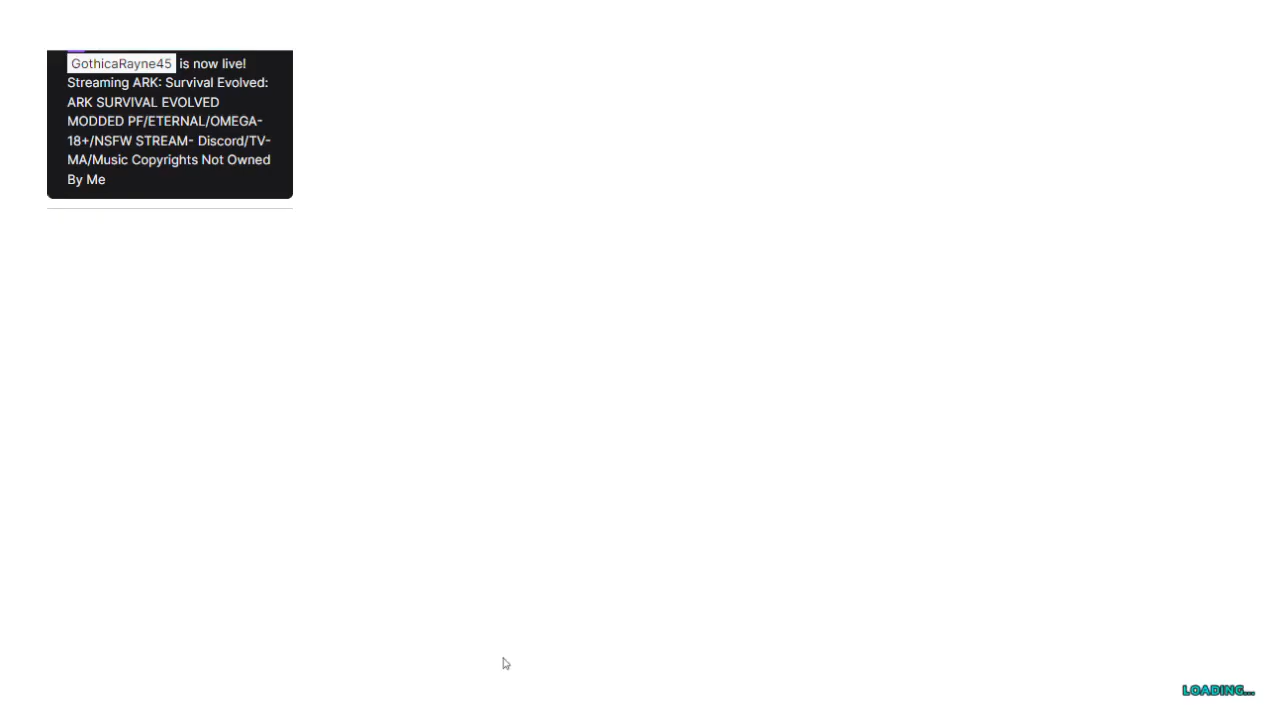 GothicaRayne45 is now live!
Streaming ARK: Survival Evolved:
ARK SURVIVAL EVOLVED
MODDED PF/ETERNAL/OMEGA-
18+/NSFW STREAM- Discord/TV-
MA/Music Copyrights Not Owned
By Me
LOADING...